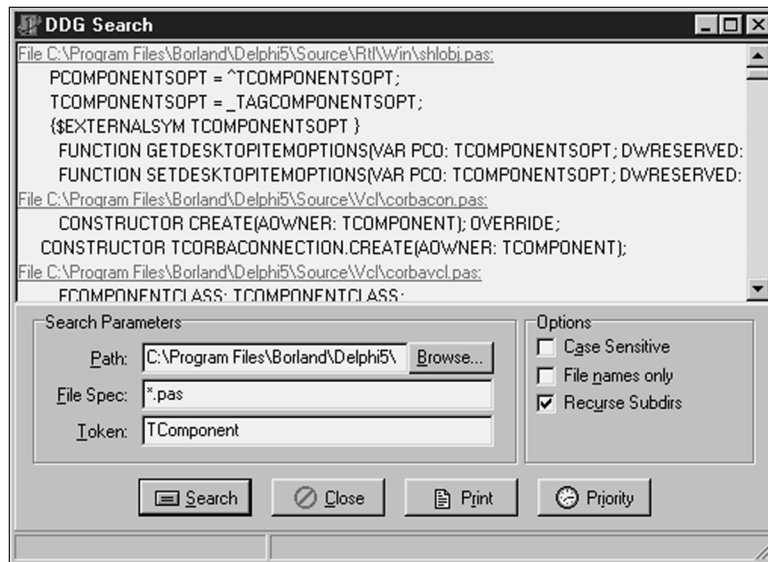 DDG Search
File C:\Program Files\Borland\Delphi5\Source\Rtl\Win\shlobj.pas:
PCOMPONENTSOPT = ^TCOMPONENTSOPT;
TCOMPONENTSOPT = _TAGCOMPONENTSOPT;
{$EXTERNALSYM TCOMPONENTSOPT }
FUNCTION GETDESKTOPITEMOPTIONS(VAR PCO: TCOMPONENTSOPT; DWRESERVED:
FUNCTION SETDESKTOPITEMOPTIONS(VAR PCO: TCOMPONENTSOPT; DWRESERVED:
File C:\Program Files\Borland\Delphi5\Source\Vcl\corbacon.pas:
CONSTRUCTOR CREATE(AOWNER: TCOMPONENT); OVERRIDE;
CONSTRUCTOR TCORBACONNECTION.CREATE(AOWNER: TCOMPONENT);
File C:\Program Files\Borland\Delphi5\Source\Vcl\corbavcl.pas:
FCOMPONENTCLASS: TCOMPONENTCLASS;
Search Parameters
Path: C:\Program Files\Borland\Delphi5\ Browse...
File Spec: *.pas
Token: TComponent
Options
Case Sensitive
File names only
Recurse Subdirs
Search Close Print Priority